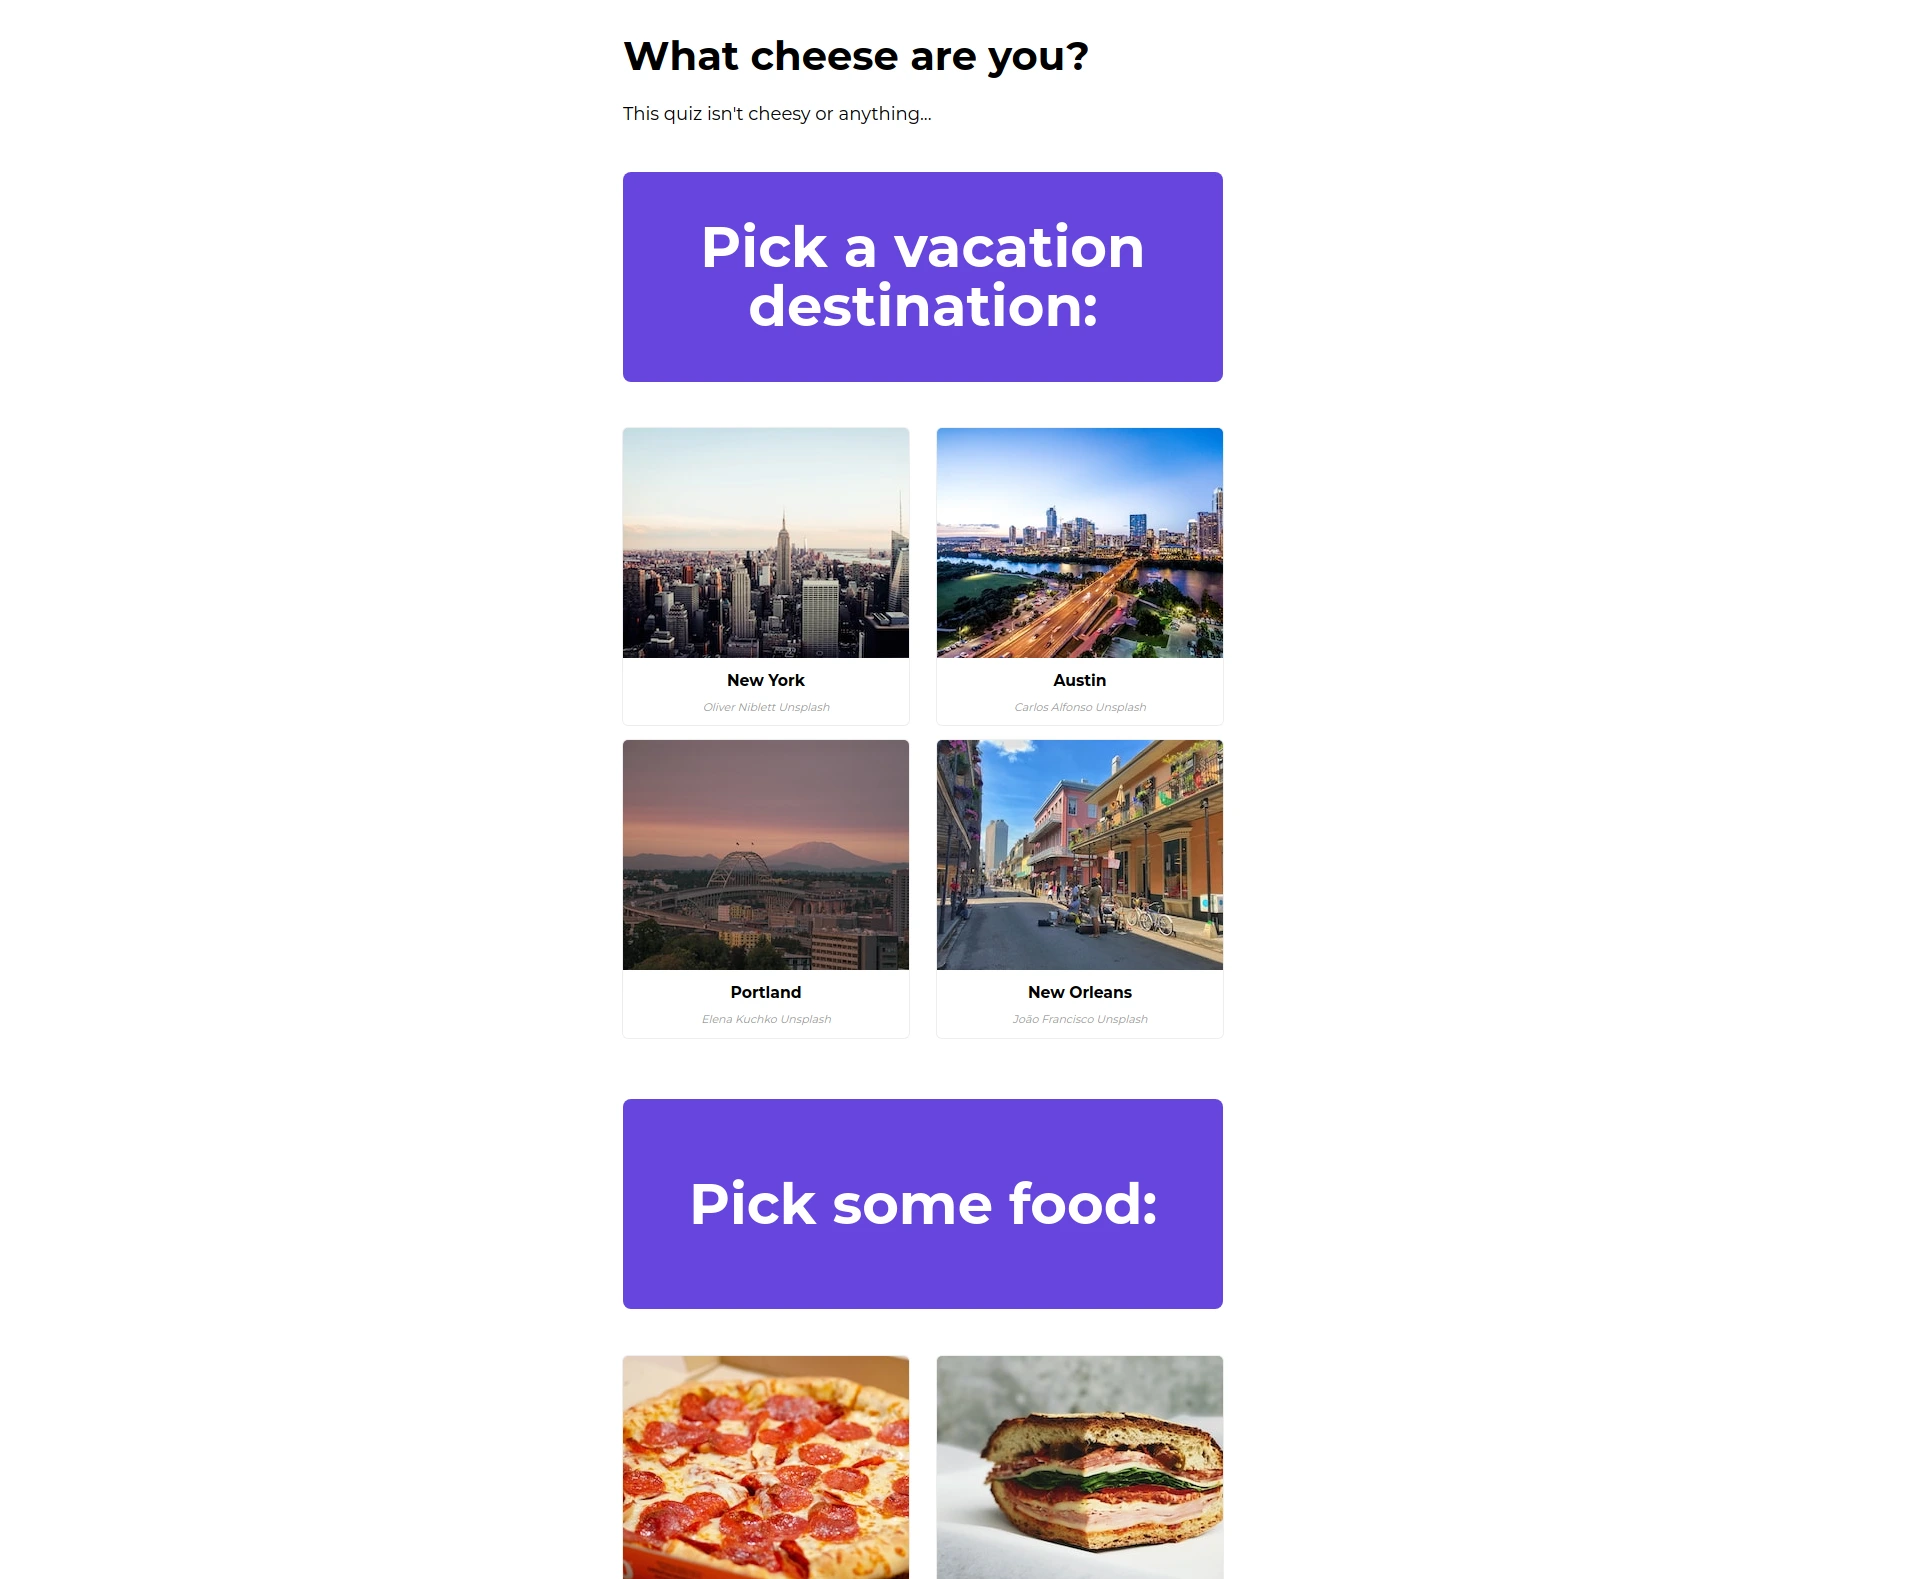 What cheese are you?
This quiz isn't cheesy or anything...
Pick a vacation
destination:
New York
Oliver Niblett Unsplash
Austin
Carlos Alfonso Unsplash
Portland
Elena Kuchko Unsplash
New Orleans
João Francisco Unsplash
Pick some food: